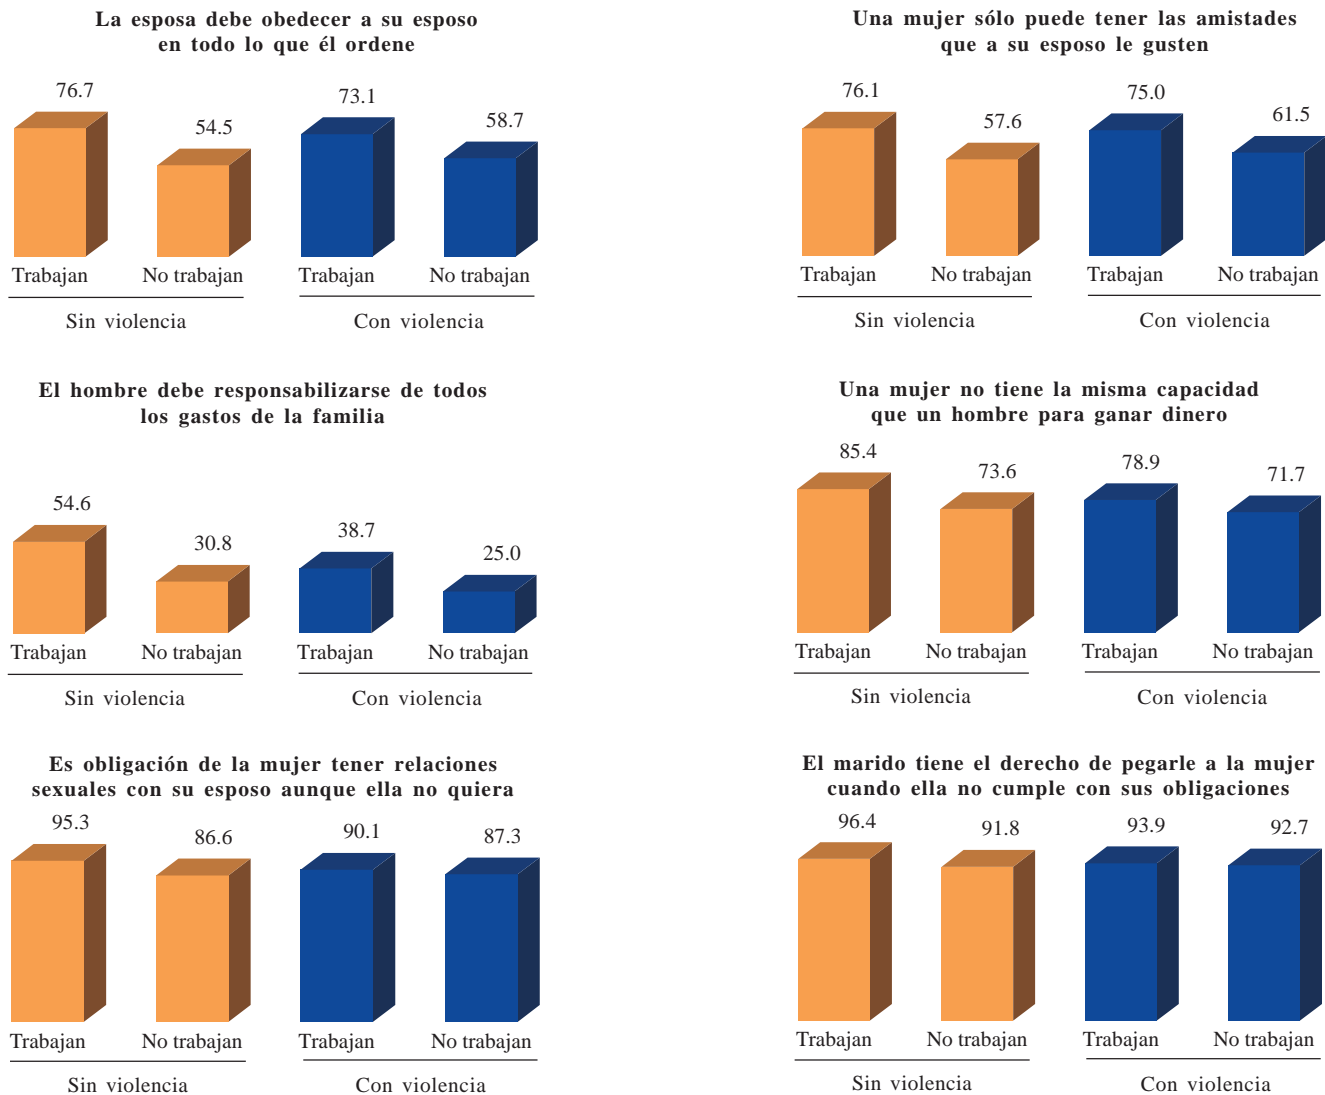 La esposa debe obedecer a su esposo
en todo lo que él ordene
76.7
54.5
73.1
58.7
Trabajan No trabajan Trabajan No trabajan
Sin violencia Con violencia
Una mujer sólo puede tener las amistades
que a su esposo le gusten
76.1
57.6
75.0
61.5
Trabajan No trabajan Trabajan No trabajan
Sin violencia Con violencia
El hombre debe responsabilizarse de todos
los gastos de la familia
54.6
30.8
38.7
25.0
Trabajan No trabajan Trabajan No trabajan
Sin violencia Con violencia
Una mujer no tiene la misma capacidad
que un hombre para ganar dinero
85.4
73.6
78.9
71.7
Trabajan No trabajan Trabajan No trabajan
Sin violencia Con violencia
Es obligación de la mujer tener relaciones
sexuales con su esposo aunque ella no quiera
95.3
86.6
90.1
87.3
Trabajan No trabajan Trabajan No trabajan
Sin violencia Con violencia
El marido tiene el derecho de pegarle a la mujer
cuando ella no cumple con sus obligaciones
96.4
91.8
93.9
92.7
Trabajan No trabajan Trabajan No trabajan
Sin violencia Con violencia